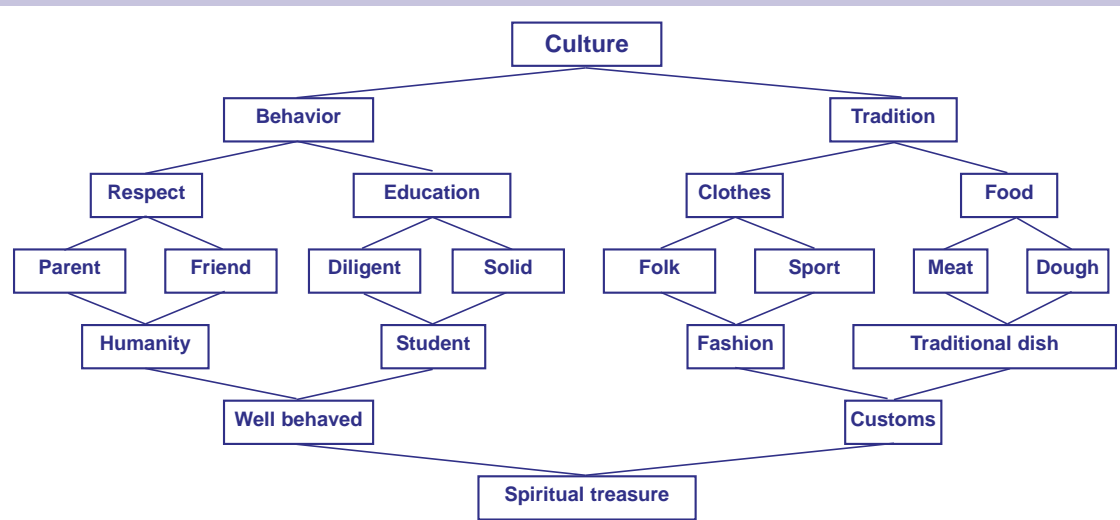 Culture
Behavior
Tradition
Respect
Education
Clothes
Food
Parent
Friend
Diligent
Solid
Folk
Sport
Meat
Dough
Humanity
Student
Fashion
Traditional dish
Well behaved
Customs
Spiritual treasure